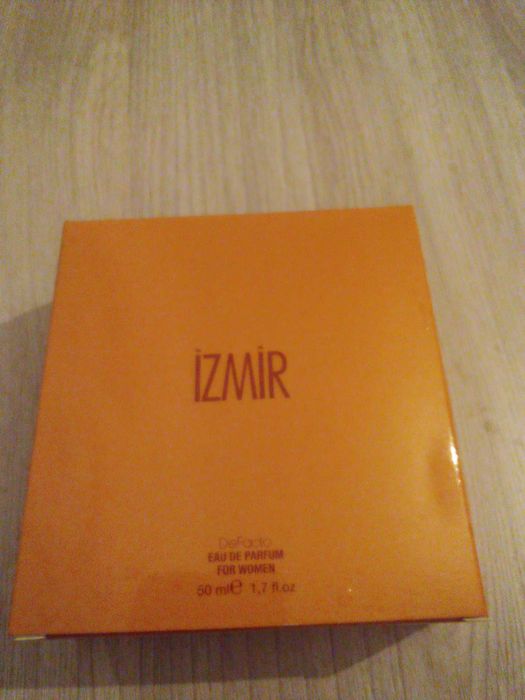 İZMİR
DeFacto
EAU DE PARFUM
FOR WOMEN
50 ml℮ 1,7 fl.oz